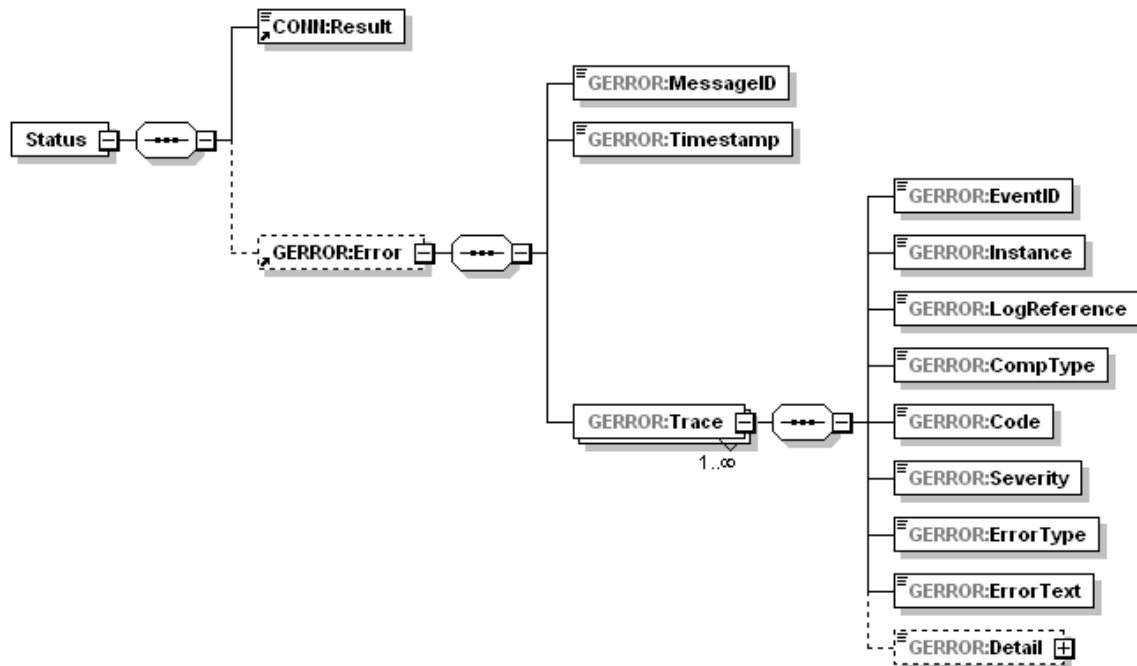 CONN:Result
GERROR:MessageID
Status
GERROR:Timestamp
GERROR:EventID
GERROR:Error
GERROR:Instance
GERROR:LogReference
GERROR:CompType
GERROR:Trace
1..∞
GERROR:Code
GERROR:Severity
GERROR:ErrorType
GERROR:ErrorText
GERROR:Detail